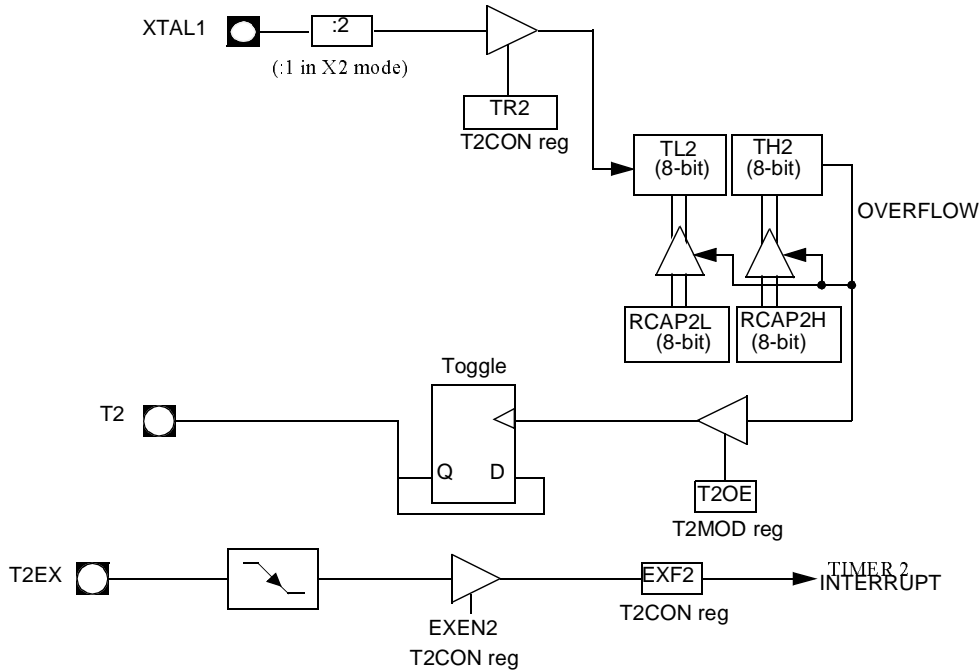 XTAL1
:2
(:1 in X2 mode)
TR2
T2CON reg
TL2
(8-bit)
TH2
(8-bit)
OVERFLOW
RCAP2L
(8-bit)
RCAP2H
(8-bit)
Toggle
T2
Q
D
T2OE
T2MOD reg
T2EX
EXEN2
T2CON reg
EXF2
T2CON reg
TIMER 2
INTERRUPT